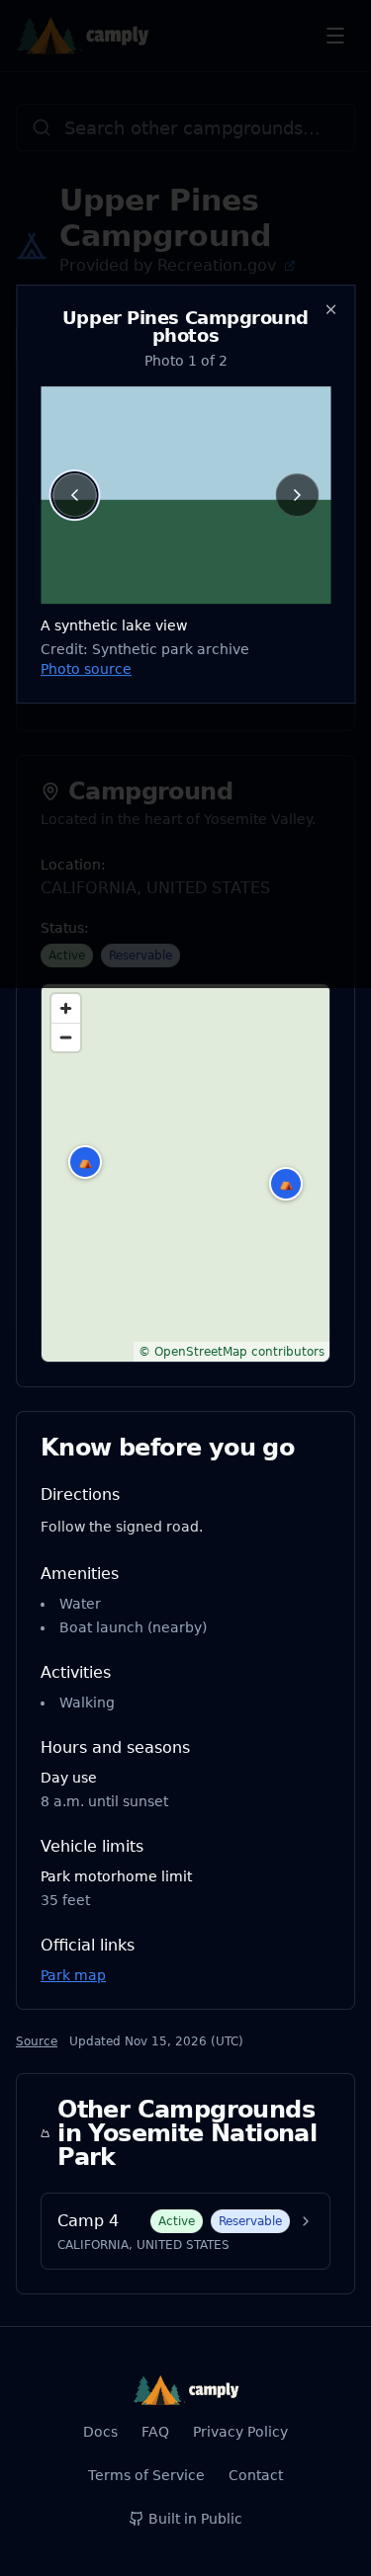 camply
Search other campgrounds...
Upper Pines
Campground
Provided by Recreation.gov
Upper Pines Campground
photos
Photo 1 of 2
A synthetic lake view
Credit: Synthetic park archive
Photo source
Campground
Located in the heart of Yosemite Valley.
Location:
CALIFORNIA, UNITED STATES
Status:
Active Reservable
© OpenStreetMap contributors
Know before you go
Directions
Follow the signed road.
Amenities
• Water
• Boat launch (nearby)
Activities
• Walking
Hours and seasons
Day use
8 a.m. until sunset
Vehicle limits
Park motorhome limit
35 feet
Official links
Park map
Source Updated Nov 15, 2026 (UTC)
Other Campgrounds
in Yosemite National
Park
Camp 4 Active Reservable
CALIFORNIA, UNITED STATES
camply
Docs FAQ Privacy Policy
Terms of Service Contact
Built in Public